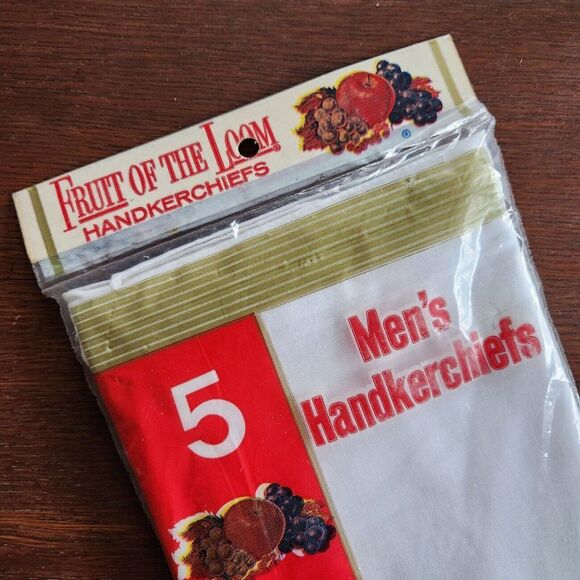 FRUIT OF THE LOOM®
HANDKERCHIEFS
®
Men's
Handkerchiefs
5